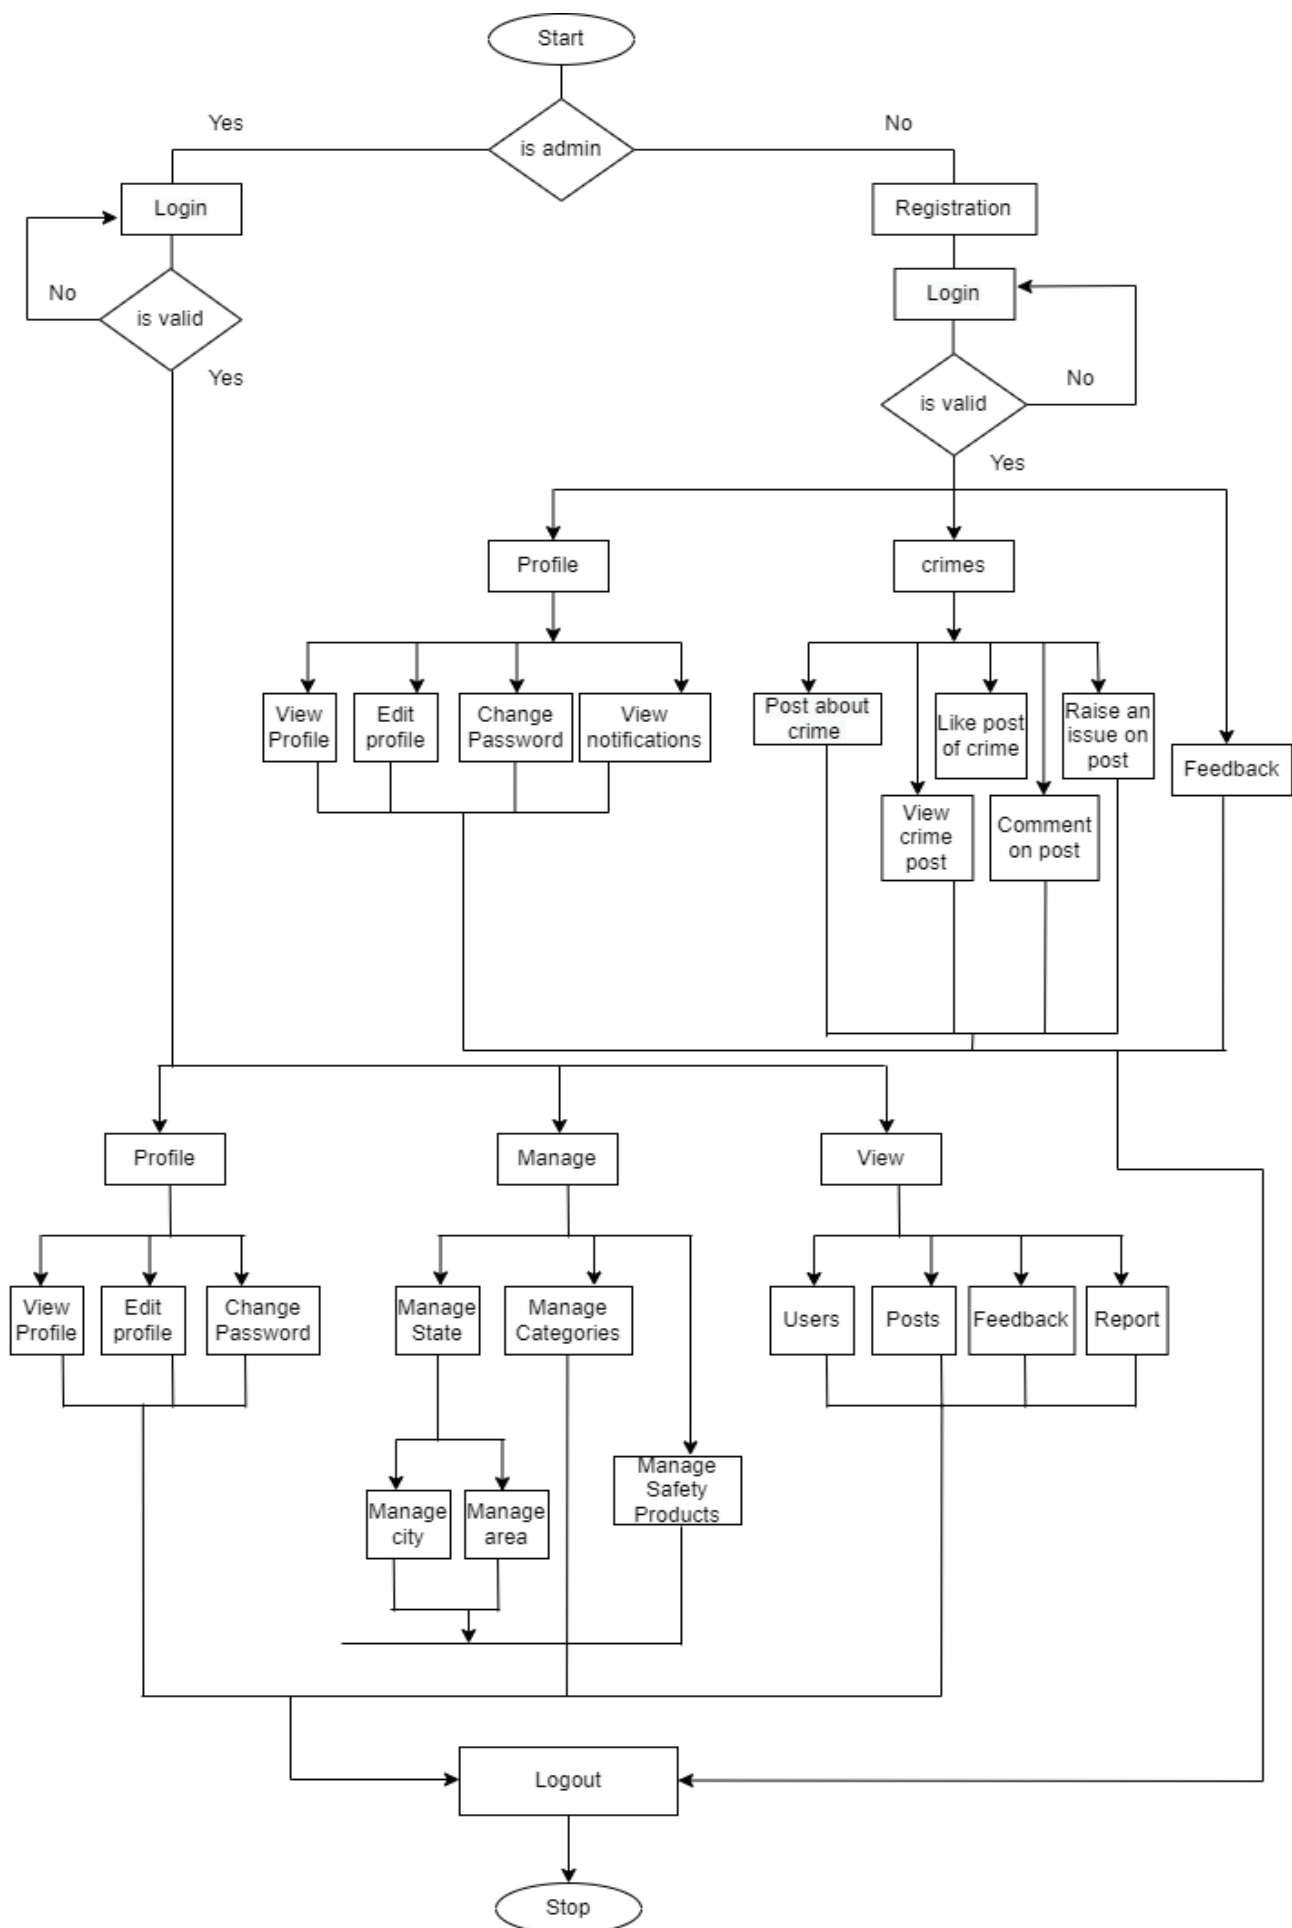 Start
Yes
is admin
No
Login
Registration
No
is valid
Login
Yes
is valid
No
Yes
Profile
crimes
View
Profile
Edit
profile
Change
Password
View
notifications
Post about
crime
Like post
of crime
Raise an
issue on
post
Feedback
View
crime
post
Comment
on post
Profile
Manage
View
View
Profile
Edit
profile
Change
Password
Manage
State
Manage
Categories
Users
Posts
Feedback
Report
Manage
city
Manage
area
Manage
Safety
Products
Logout
Stop